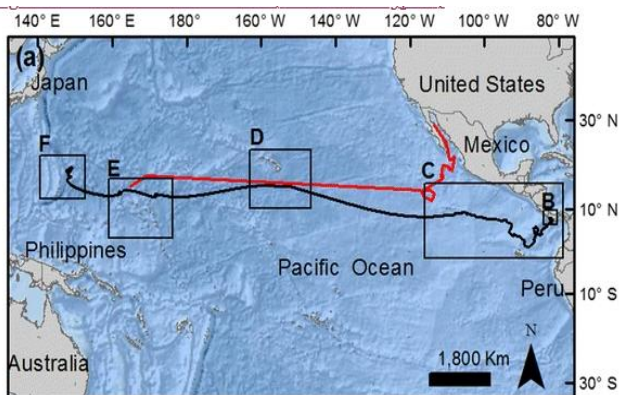 140° E 160° E 180° 160° W 140° W 120° W 100° W 80° W
(a)
Japan
United States
30° N
Mexico
F
E
D
C
B
10° N
Philippines
Pacific Ocean
Peru
10° S
N
Australia
1,800 Km
30° S